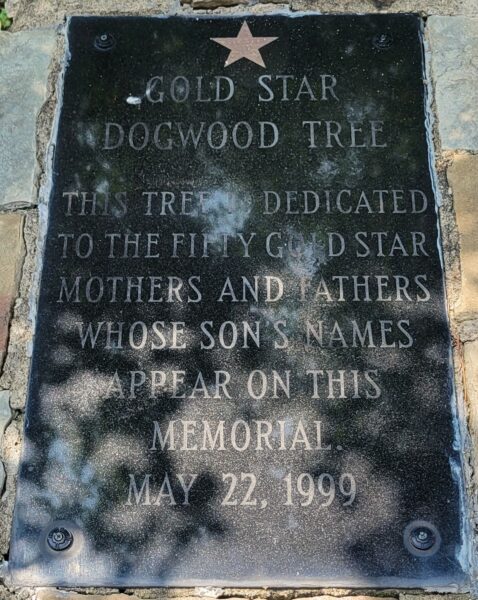 GOLD STAR
DOGWOOD TREE
THIS TREE IS DEDICATED
TO THE FIFTY GOLD STAR
MOTHERS AND FATHERS
WHOSE SON'S NAMES
APPEAR ON THIS
MEMORIAL.
MAY 22, 1999